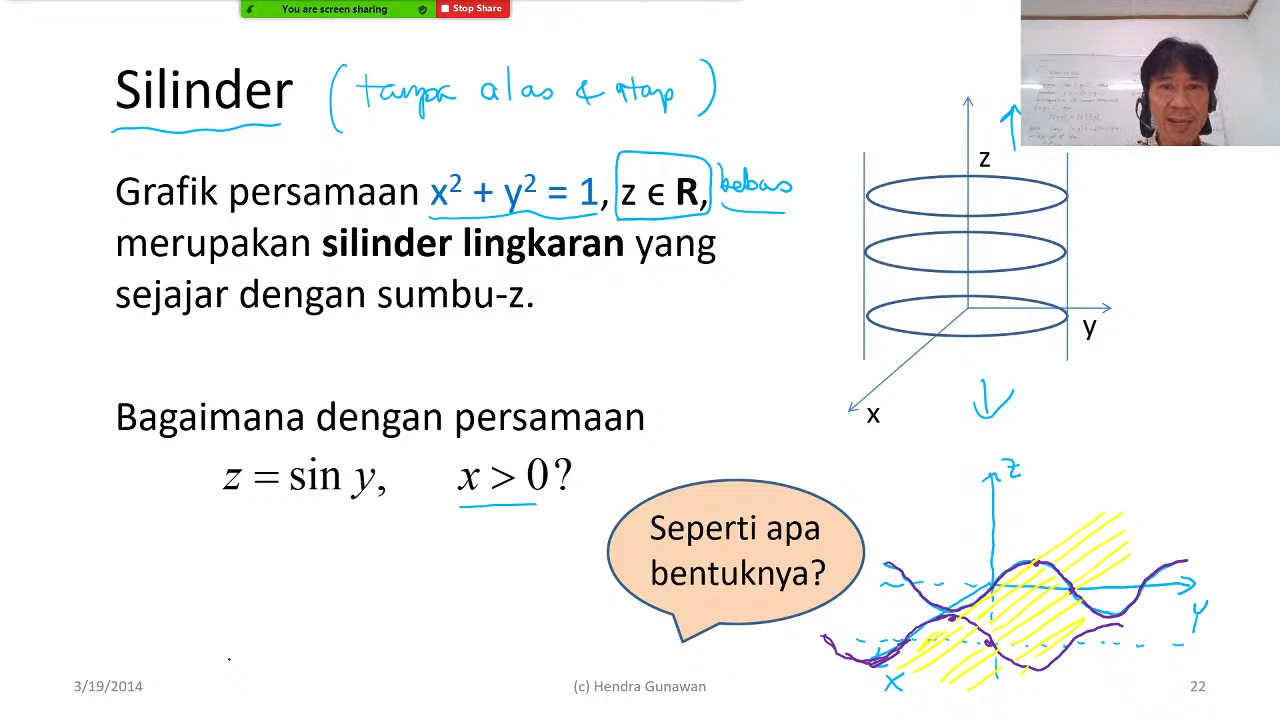 You are screen sharing
Stop Share
Silinder (tanpa alas & atap)
Grafik persamaan x² + y² = 1, z ϵ R, bebas
merupakan silinder lingkaran yang
sejajar dengan sumbu-z.
z
y
x
Bagaimana dengan persamaan
z = sin y, x > 0?
Seperti apa
bentuknya?
Z
Y
X
3/19/2014
(c) Hendra Gunawan
22